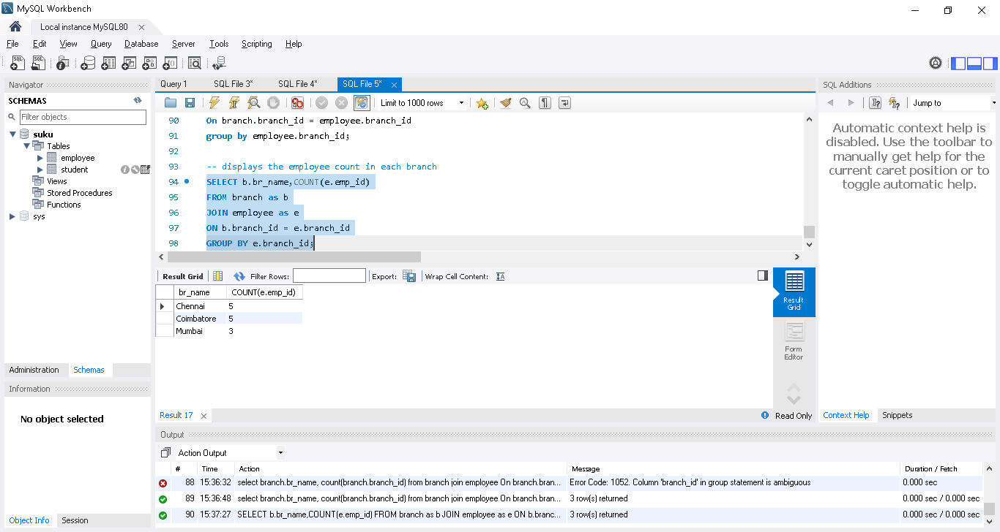 MySQL Workbench
Local instance MySQL80
File Edit View Query Database Server Tools Scripting Help
Navigator
SCHEMAS
Filter objects
suku
Tables
employee
student
Views
Stored Procedures
Functions
sys
Administration Schemas
Information
No object selected
Object Info Session
Query 1 SQL File 3* SQL File 4* SQL File 5*
Limit to 1000 rows
90 On branch.branch_id = employee.branch_id
91 group by employee.branch_id;
92
93 -- displays the employee count in each branch
94 SELECT b.br_name,COUNT(e.emp_id)
95 FROM branch as b
96 JOIN employee as e
97 ON b.branch_id = e.branch_id
98 GROUP BY e.branch_id;
Result Grid Filter Rows: Export: Wrap Cell Content:
br_name COUNT(e.emp_id)
Chennai 5
Coimbatore 5
Mumbai 3
Result Grid
Form Editor
Result 17 Read Only
SQL Additions
Jump to
Automatic context help is
disabled. Use the toolbar to
manually get help for the
current caret position or to
toggle automatic help.
Context Help Snippets
Output
Action Output
# Time Action Message Duration / Fetch
88 15:36:32 select branch.br_name, count(branch.branch_id) from branch join employee On branch.bran... Error Code: 1052. Column 'branch_id' in group statement is ambiguous 0.000 sec
89 15:36:48 select branch.br_name, count(branch.branch_id) from branch join employee On branch.bran... 3 row(s) returned 0.000 sec / 0.000 sec
90 15:37:27 SELECT b.br_name,COUNT(e.emp_id) FROM branch as b JOIN employee as e ON b.branc... 3 row(s) returned 0.000 sec / 0.000 sec